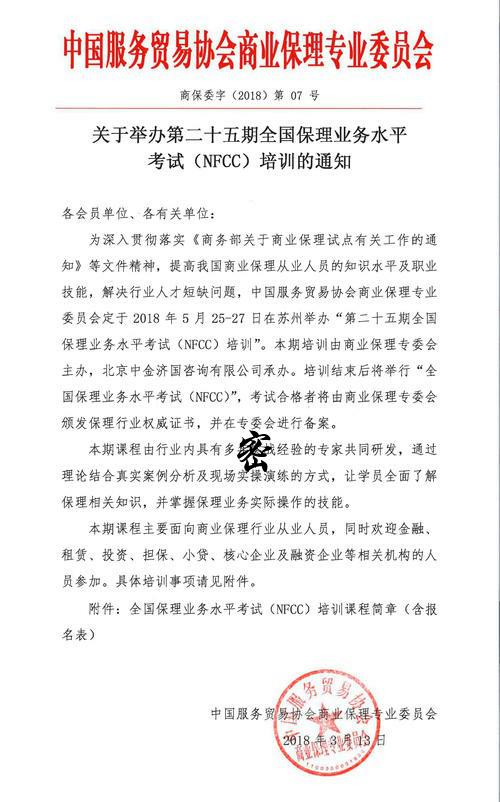 中国服务贸易协会商业保理专业委员会
商保委字（2018）第 07 号
关于举办第二十五期全国保理业务水平
考试（NFCC）培训的通知
各会员单位、各有关单位：
为深入贯彻落实《商务部关于商业保理试点有关工作的通
知》等文件精神，提高我国商业保理从业人员的知识水平及职业
技能，解决行业人才短缺问题，中国服务贸易协会商业保理专业
委员会定于 2018 年 5 月 25-27 日在苏州举办“第二十五期全国
保理业务水平考试（NFCC）培训”。本期培训由商业保理专委会
主办，北京中金济国咨询有限公司承办。培训结束后将举行“全
国保理业务水平考试（NFCC）”，考试合格者将由商业保理专委会
颁发保理行业权威证书，并在专委会进行备案。
本期课程由行业内具有多 密 经验的专家共同研发，通过
理论结合真实案例分析及现场实操演练的方式，让学员全面了解
保理相关知识，并掌握保理业务实际操作的技能。
本期课程主要面向商业保理行业从业人员，同时欢迎金融、
租赁、投资、担保、小贷、核心企业及融资企业等相关机构的人
员参加。具体培训事项请见附件。
附件：全国保理业务水平考试（NFCC）培训课程简章（含报
名表）
中国服务贸易协会商业保理专业委员会
2018 年 3 月 13 日
中国服务贸易协会
商业保理专业委员会